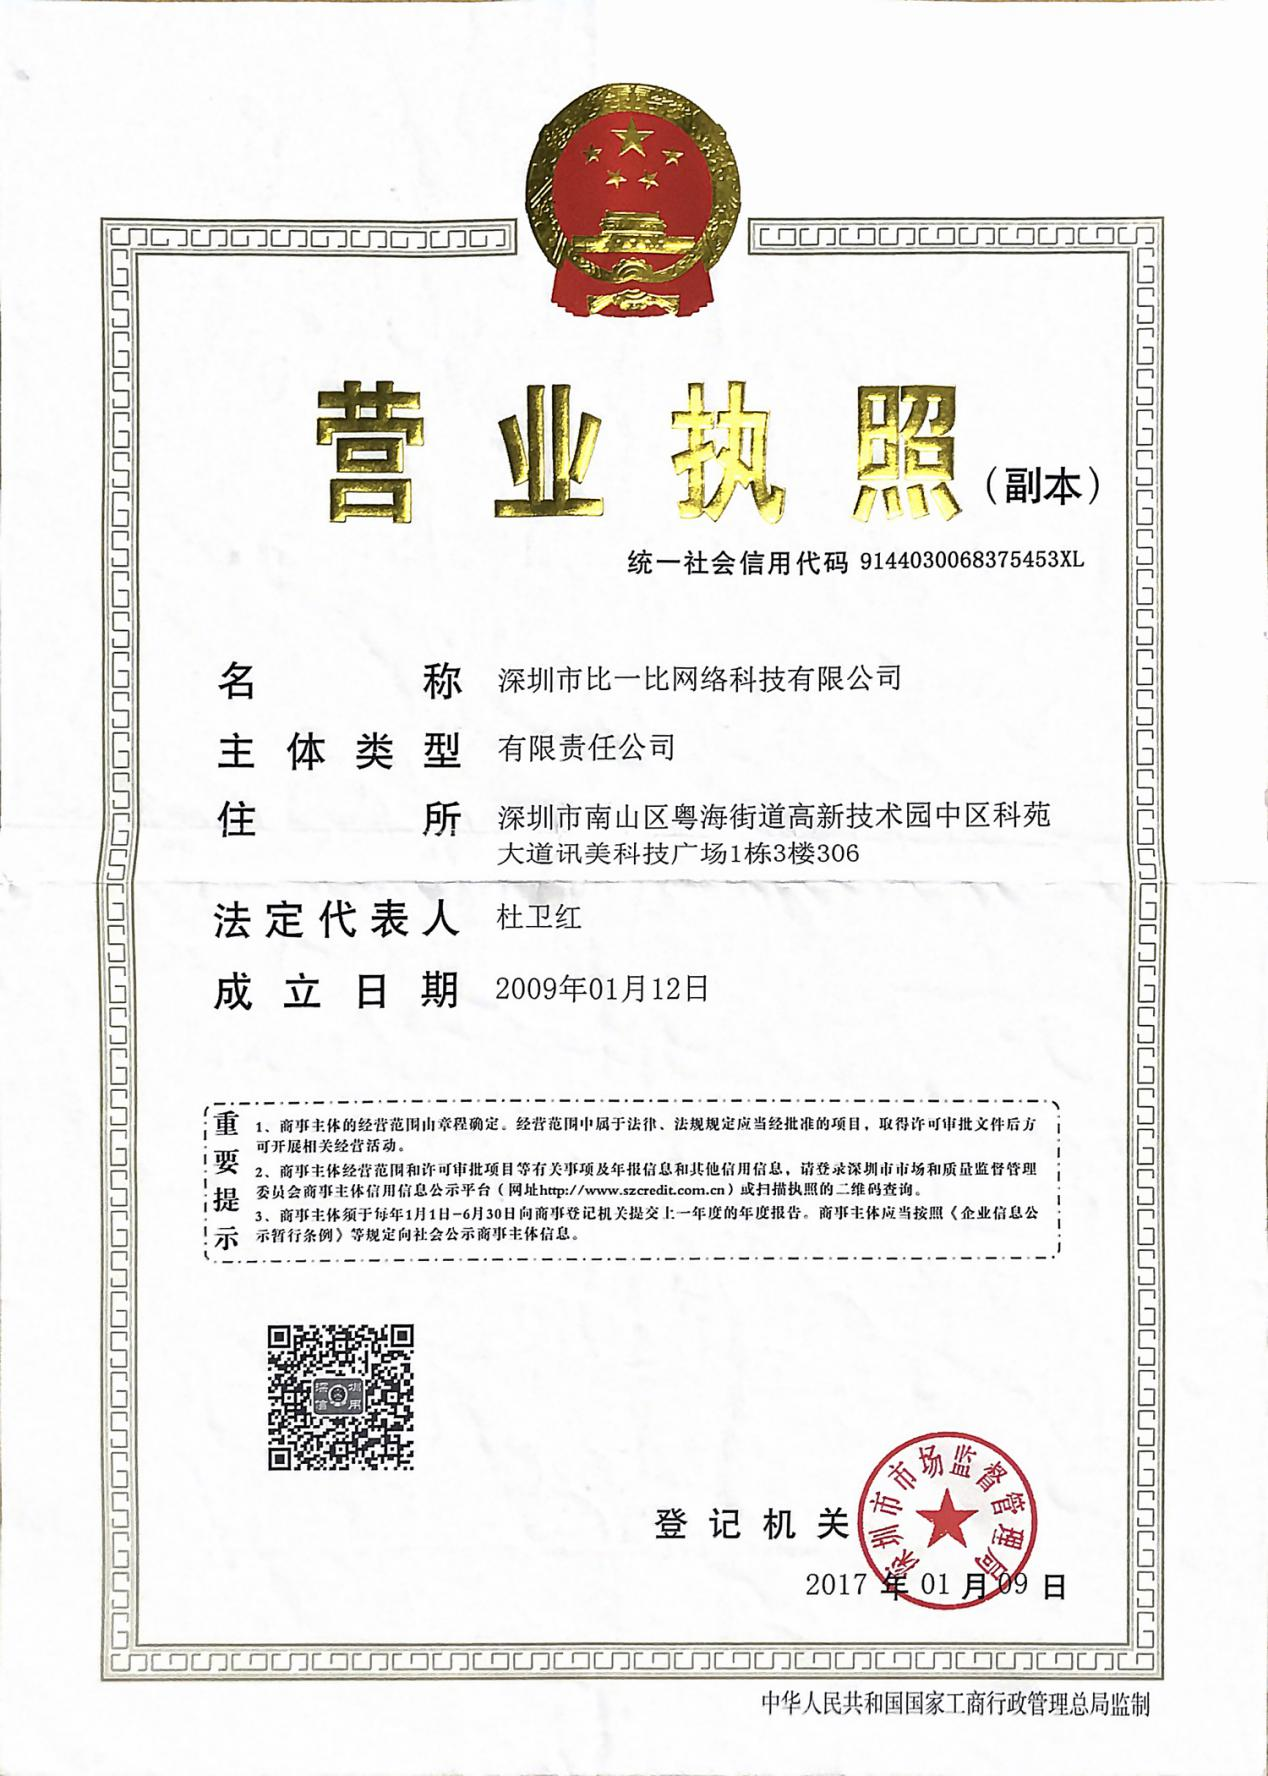 营业执照(副本)
统一社会信用代码 9144030068375453XL
名称 深圳市比一比网络科技有限公司
主体类型 有限责任公司
住所 深圳市南山区粤海街道高新技术园中区科苑
大道讯美科技广场1栋3楼306
法定代表人 杜卫红
成立日期 2009年01月12日
重要提示
1、商事主体的经营范围由章程确定。经营范围中属于法律、法规规定应当经批准的项目，取得许可审批文件后方
可开展相关经营活动。
2、商事主体经营范围和许可审批项目等有关事项及年报信息和其他信用信息，请登录深圳市市场和质量监督管理
委员会商事主体信用信息公示平台（网址http://www.szcredit.com.cn）或扫描执照的二维码查询。
3、商事主体须于每年1月1日-6月30日向商事登记机关提交上一年度的年度报告。商事主体应当按照《企业信息公
示暂行条例》等规定向社会公示商事主体信息。
深圳信用
登记机关
深圳市市场监督管理局
2017年01月09日
中华人民共和国国家工商行政管理总局监制